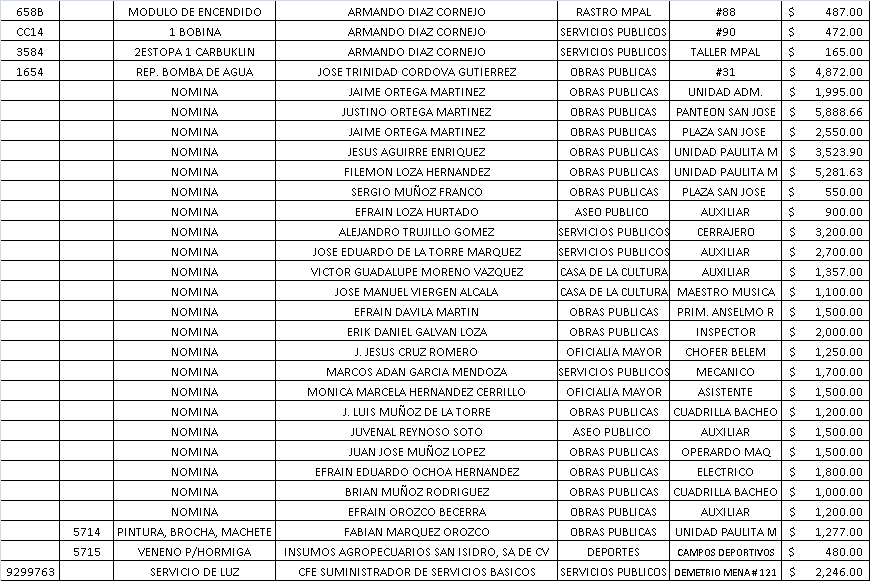 658B MODULO DE ENCENDIDO ARMANDO DIAZ CORNEJO RASTRO MPAL #88 $ 487.00
CC14 1 BOBINA ARMANDO DIAZ CORNEJO SERVICIOS PUBLICOS #90 $ 472.00
3584 2ESTOPA 1 CARBUKLIN ARMANDO DIAZ CORNEJO SERVICIOS PUBLICOS TALLER MPAL $ 165.00
1654 REP. BOMBA DE AGUA JOSE TRINIDAD CORDOVA GUTIERREZ OBRAS PUBLICAS #31 $ 4,872.00
NOMINA JAIME ORTEGA MARTINEZ OBRAS PUBLICAS UNIDAD ADM. $ 1,995.00
NOMINA JUSTINO ORTEGA MARTINEZ OBRAS PUBLICAS PANTEON SAN JOSE $ 5,888.66
NOMINA JAIME ORTEGA MARTINEZ OBRAS PUBLICAS PLAZA SAN JOSE $ 2,550.00
NOMINA JESUS AGUIRRE ENRIQUEZ OBRAS PUBLICAS UNIDAD PAULITA M $ 3,523.90
NOMINA FILEMON LOZA HERNANDEZ OBRAS PUBLICAS UNIDAD PAULITA M $ 5,281.63
NOMINA SERGIO MUÑOZ FRANCO OBRAS PUBLICAS PLAZA SAN JOSE $ 550.00
NOMINA EFRAIN LOZA HURTADO ASEO PUBLICO AUXILIAR $ 900.00
NOMINA ALEJANDRO TRUJILLO GOMEZ SERVICIOS PUBLICOS CERRAJERO $ 3,200.00
NOMINA JOSE EDUARDO DE LA TORRE MARQUEZ SERVICIOS PUBLICOS AUXILIAR $ 2,700.00
NOMINA VICTOR GUADALUPE MORENO VAZQUEZ CASA DE LA CULTURA AUXILIAR $ 1,357.00
NOMINA JOSE MANUEL VIERGEN ALCALA CASA DE LA CULTURA MAESTRO MUSICA $ 1,100.00
NOMINA EFRAIN DAVILA MARTIN OBRAS PUBLICAS PRIM. ANSELMO R $ 1,500.00
NOMINA ERIK DANIEL GALVAN LOZA OBRAS PUBLICAS INSPECTOR $ 2,000.00
NOMINA J. JESUS CRUZ ROMERO OFICIALIA MAYOR CHOFER BELEM $ 1,250.00
NOMINA MARCOS ADAN GARCIA MENDOZA SERVICIOS PUBLICOS MECANICO $ 1,700.00
NOMINA MONICA MARCELA HERNANDEZ CERRILLO OFICIALIA MAYOR ASISTENTE $ 1,500.00
NOMINA J. LUIS MUÑOZ DE LA TORRE OBRAS PUBLICAS CUADRILLA BACHEO $ 1,200.00
NOMINA JUVENAL REYNOSO SOTO ASEO PUBLICO AUXILIAR $ 1,500.00
NOMINA JUAN JOSE MUÑOZ LOPEZ OBRAS PUBLICAS OPERARDO MAQ $ 1,500.00
NOMINA EFRAIN EDUARDO OCHOA HERNANDEZ OBRAS PUBLICAS ELECTRICO $ 1,800.00
NOMINA BRIAN MUÑOZ RODRIGUEZ OBRAS PUBLICAS CUADRILLA BACHEO $ 1,000.00
NOMINA EFRAIN OROZCO BECERRA OBRAS PUBLICAS AUXILIAR $ 1,200.00
5714 PINTURA, BROCHA, MACHETE FABIAN MARQUEZ OROZCO OBRAS PUBLICAS UNIDAD PAULITA M $ 1,277.00
5715 VENENO P/HORMIGA INSUMOS AGROPECUARIOS SAN ISIDRO, SA DE CV DEPORTES CAMPOS DEPORTIVOS $ 480.00
9299763 SERVICIO DE LUZ CFE SUMINISTRADOR DE SERVICIOS BASICOS SERVICIOS PUBLICOS DEMETRIO MENA # 121 $ 2,246.00